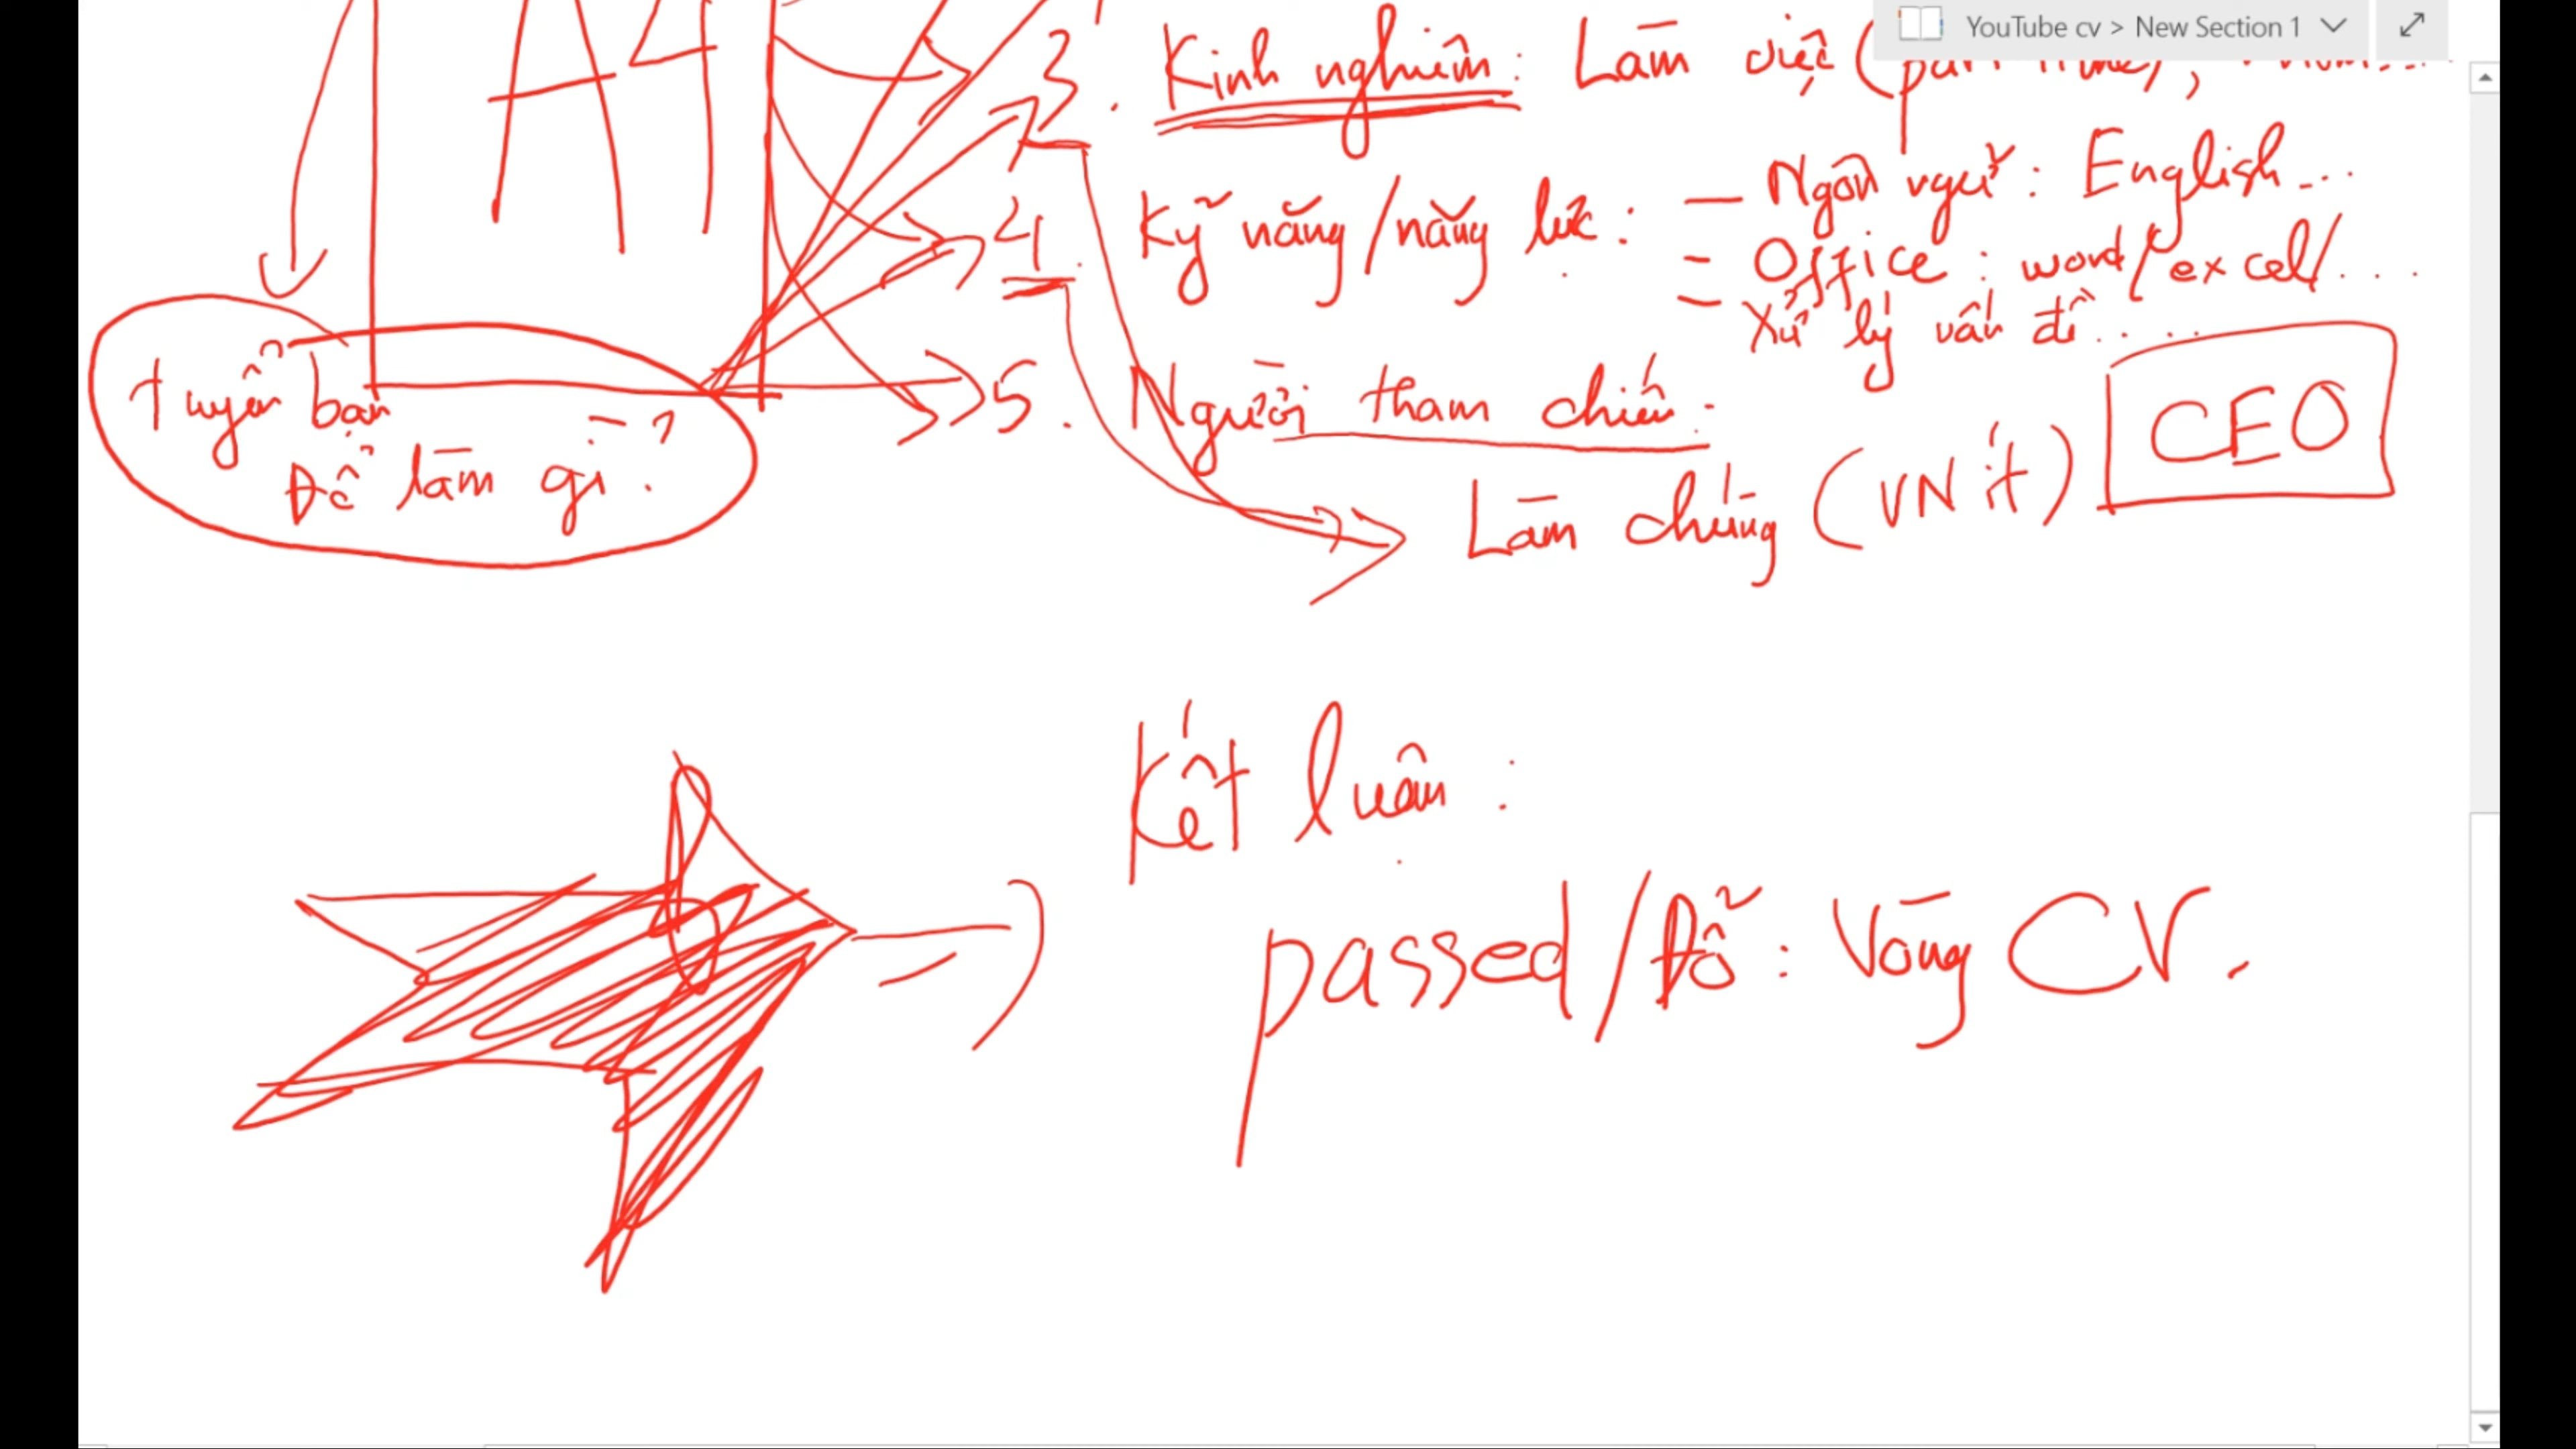 YouTube cv > New Section 1
A4
3. Kinh nghiệm: Làm việc (part time,
4. Kỹ năng/năng lực: - Ngôn ngữ: English...
- Office: word/excel/...
- Xử lý vấn đề.....
5. Người tham chiếu:
CEO
Làm chứng (VN ít)
Tuyển bạn
Để làm gì?
Kết luận:
passed/Đỗ: Vòng CV.